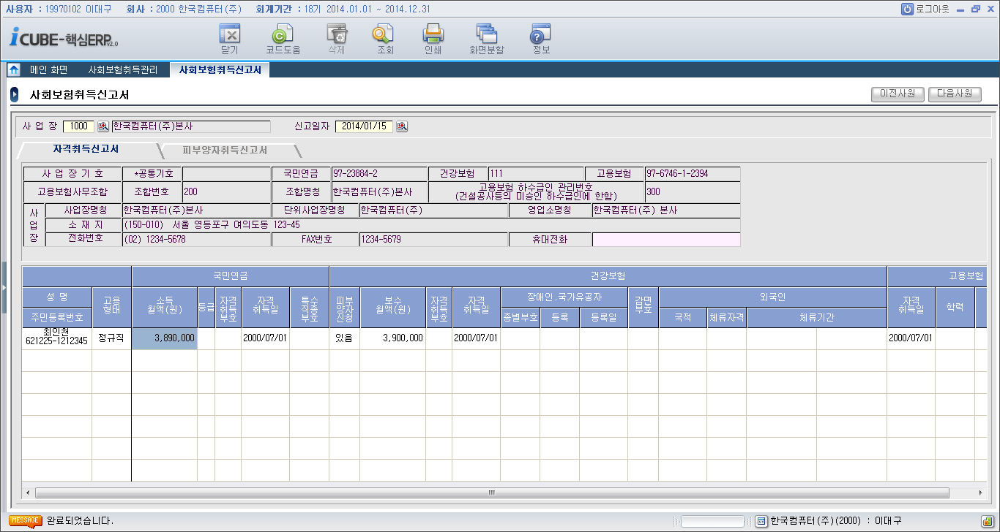 사용자 : 19970102 이대구 회사 : 2000 한국컴퓨터(주) 회계기간 : 18기 2014.01.01 ~ 2014.12.31 로그아웃
iCUBE-핵심ERP v2.0
닫기 코드도움 삭제 조회 인쇄 화면분할 정보
메인 화면 사회보험취득관리 사회보험취득신고서
사회보험취득신고서 이전사원 다음사원
사 업 장 1000 한국컴퓨터(주)본사 신고일자 2014/01/15
자격취득신고서 피부양자취득신고서
사 업 장 기 호 *공통기호 국민연금 97-23884-2 건강보험 111 고용보험 97-6746-1-2394
고용보험사무조합 조합번호 200 조합명칭 한국컴퓨터(주)본사 고용보험 하수급인 관리번호 300
(건설공사등의 미승인 하수급인에 한함)
사업장 사업장명칭 한국컴퓨터(주)본사 단위사업장명칭 한국컴퓨터(주) 영업소명칭 한국컴퓨터(주) 본사
소 재 지 (150-010) 서울 영등포구 여의도동 123-45
전화번호 (02) 1234-5678 FAX번호 1234-5679 휴대전화
국민연금 건강보험 고용보험
성 명 고용형태 소득월액(원) 등급 자격취득부호 자격취득일 특수직종부호 피부양자신청 보수월액(원) 자격취득부호 자격취득일 장애인.국가유공자 감면부호 외국인 자격취득일 학력
주민등록번호 종별부호 등록 등록일 국적 체류자격 체류기간
최인천
621225-1212345 정규직 3,890,000 2000/07/01 있음 3,900,000 2000/07/01 2000/07/01
MESSAGE 완료되었습니다. 한국컴퓨터(주)(2000) : 이대구